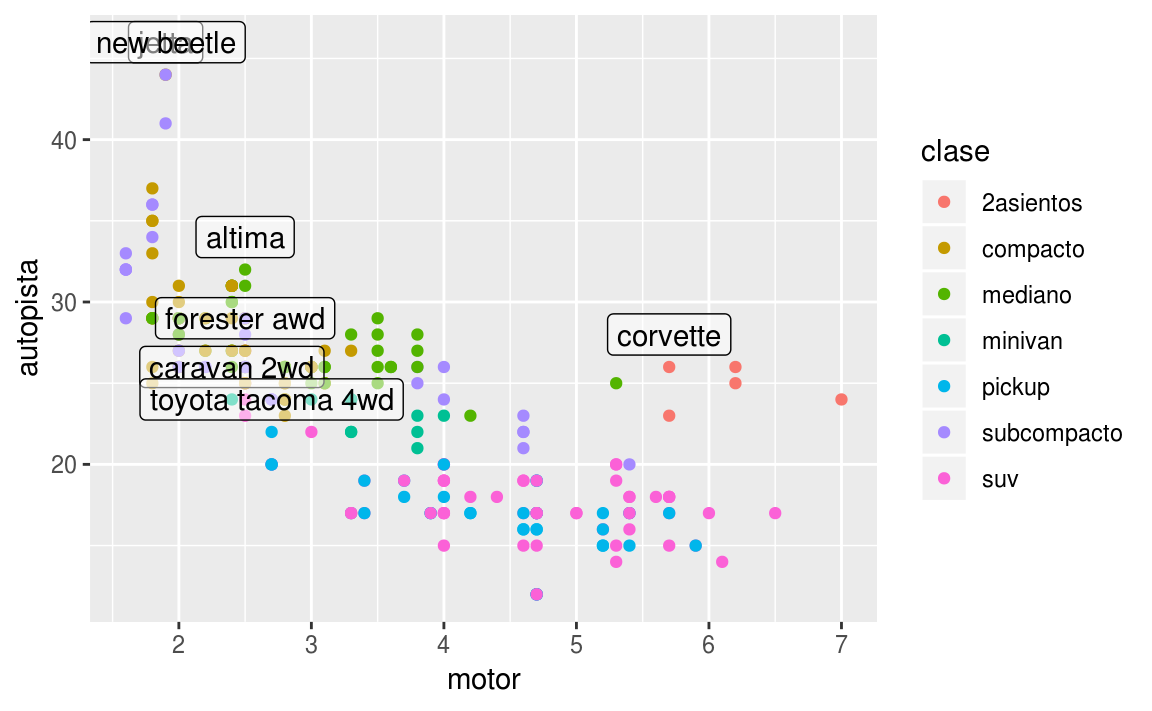 new beetle
jetta
altima
forester awd
caravan 2wd
toyota tacoma 4wd
corvette
40
30
20
autopista
2
3
4
5
6
7
motor
clase
2asientos
compacto
mediano
minivan
pickup
subcompacto
suv